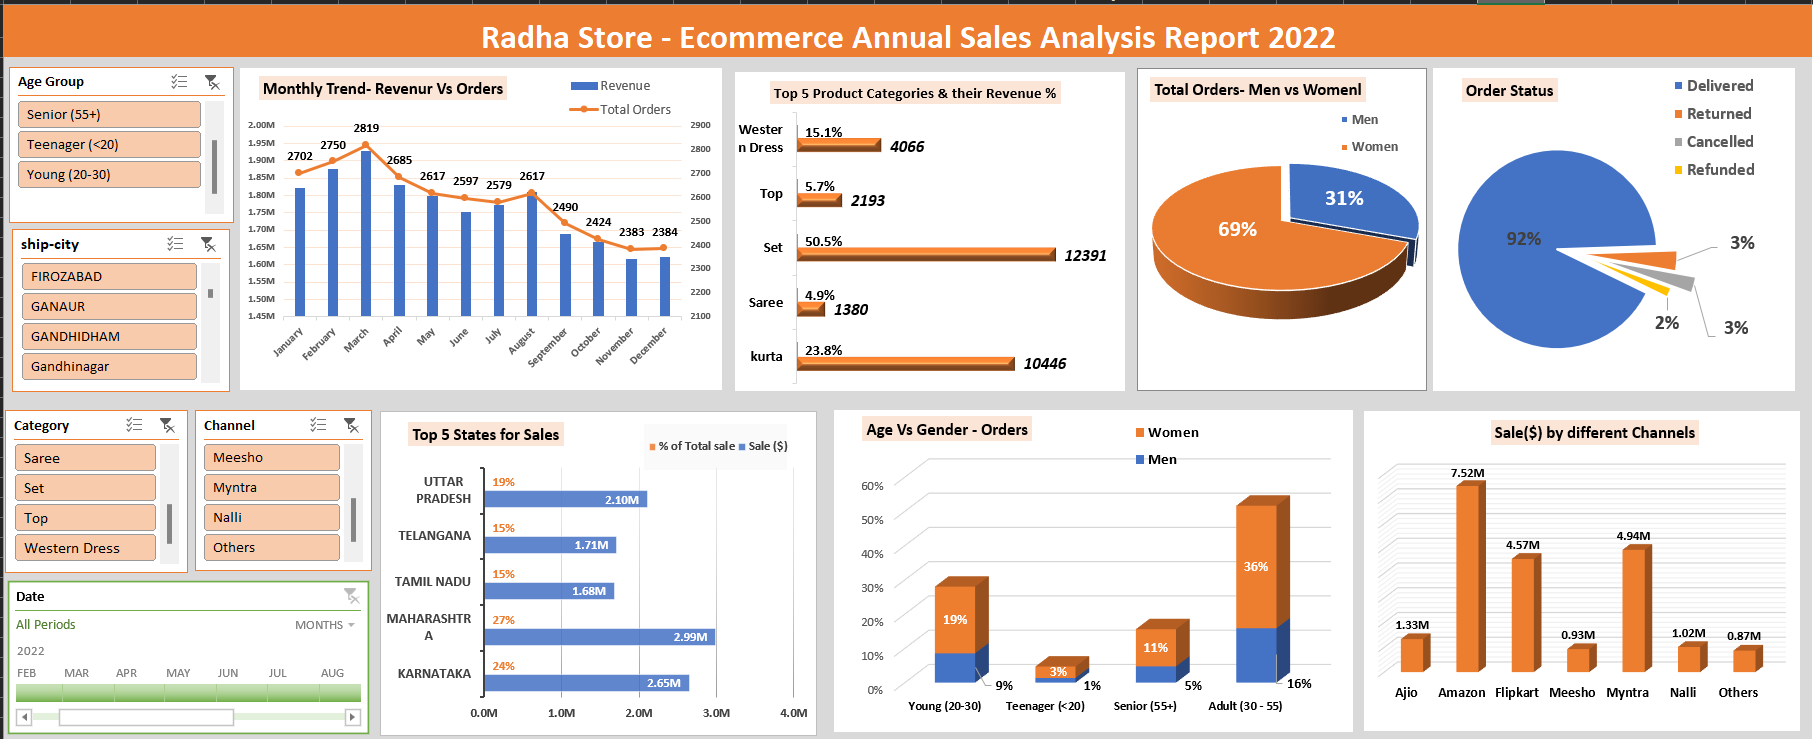 Radha Store - Ecommerce Annual Sales Analysis Report 2022
Age Group
Senior (55+)
Teenager (<20)
Young (20-30)
ship-city
FIROZABAD
GANAUR
GANDHIDHAM
Gandhinagar
Monthly Trend- Revenur Vs Orders
Revenue
Total Orders
2.00M
1.95M
1.90M
1.85M
1.80M
1.75M
1.70M
1.65M
1.60M
1.55M
1.50M
1.45M
2702
2750
2819
2685
2617
2597
2579
2617
2490
2424
2383
2384
2900
2800
2700
2600
2500
2400
2300
2200
2100
January
February
March
April
May
June
July
August
September
October
November
December
Top 5 Product Categories & their Revenue %
Wester
n Dress
15.1%
4066
Top
5.7%
2193
Set
50.5%
12391
Saree
4.9%
1380
kurta
23.8%
10446
Total Orders- Men vs Womenl
Men
Women
31%
69%
Order Status
Delivered
Returned
Cancelled
Refunded
92%
3%
3%
2%
Category
Saree
Set
Top
Western Dress
Channel
Meesho
Myntra
Nalli
Others
Date
All Periods
MONTHS
2022
FEB MAR APR MAY JUN JUL AUG
Top 5 States for Sales
% of Total sale
Sale ($)
UTTAR
PRADESH
19%
2.10M
TELANGANA
15%
1.71M
TAMIL NADU
15%
1.68M
MAHARASHTR
A
27%
2.99M
KARNATAKA
24%
2.65M
0.0M 1.0M 2.0M 3.0M 4.0M
Age Vs Gender - Orders
Women
Men
60%
50%
40%
30%
20%
10%
0%
19%
9%
3%
1%
11%
5%
36%
16%
Young (20-30)
Teenager (<20)
Senior (55+)
Adult (30 - 55)
Sale($) by different Channels
1.33M
7.52M
4.57M
0.93M
4.94M
1.02M
0.87M
Ajio
Amazon
Flipkart
Meesho
Myntra
Nalli
Others